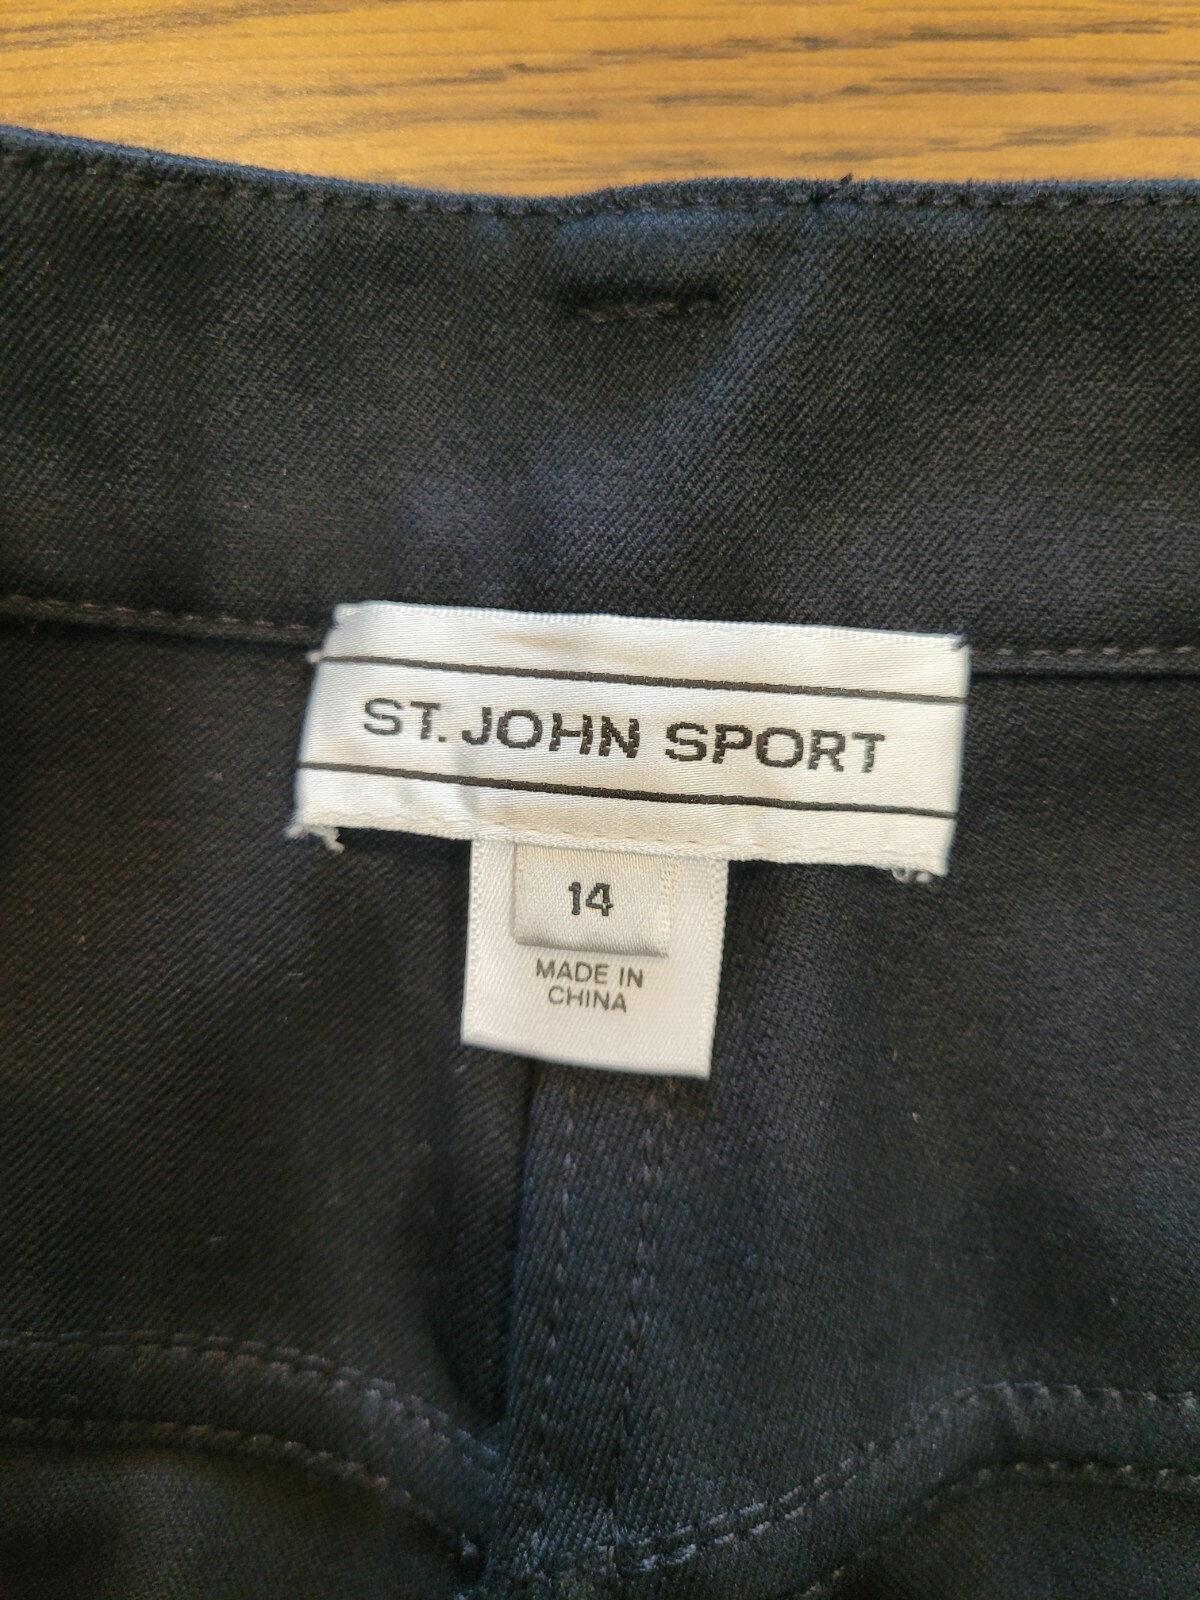 ST. JOHN SPORT
14
MADE IN
CHINA